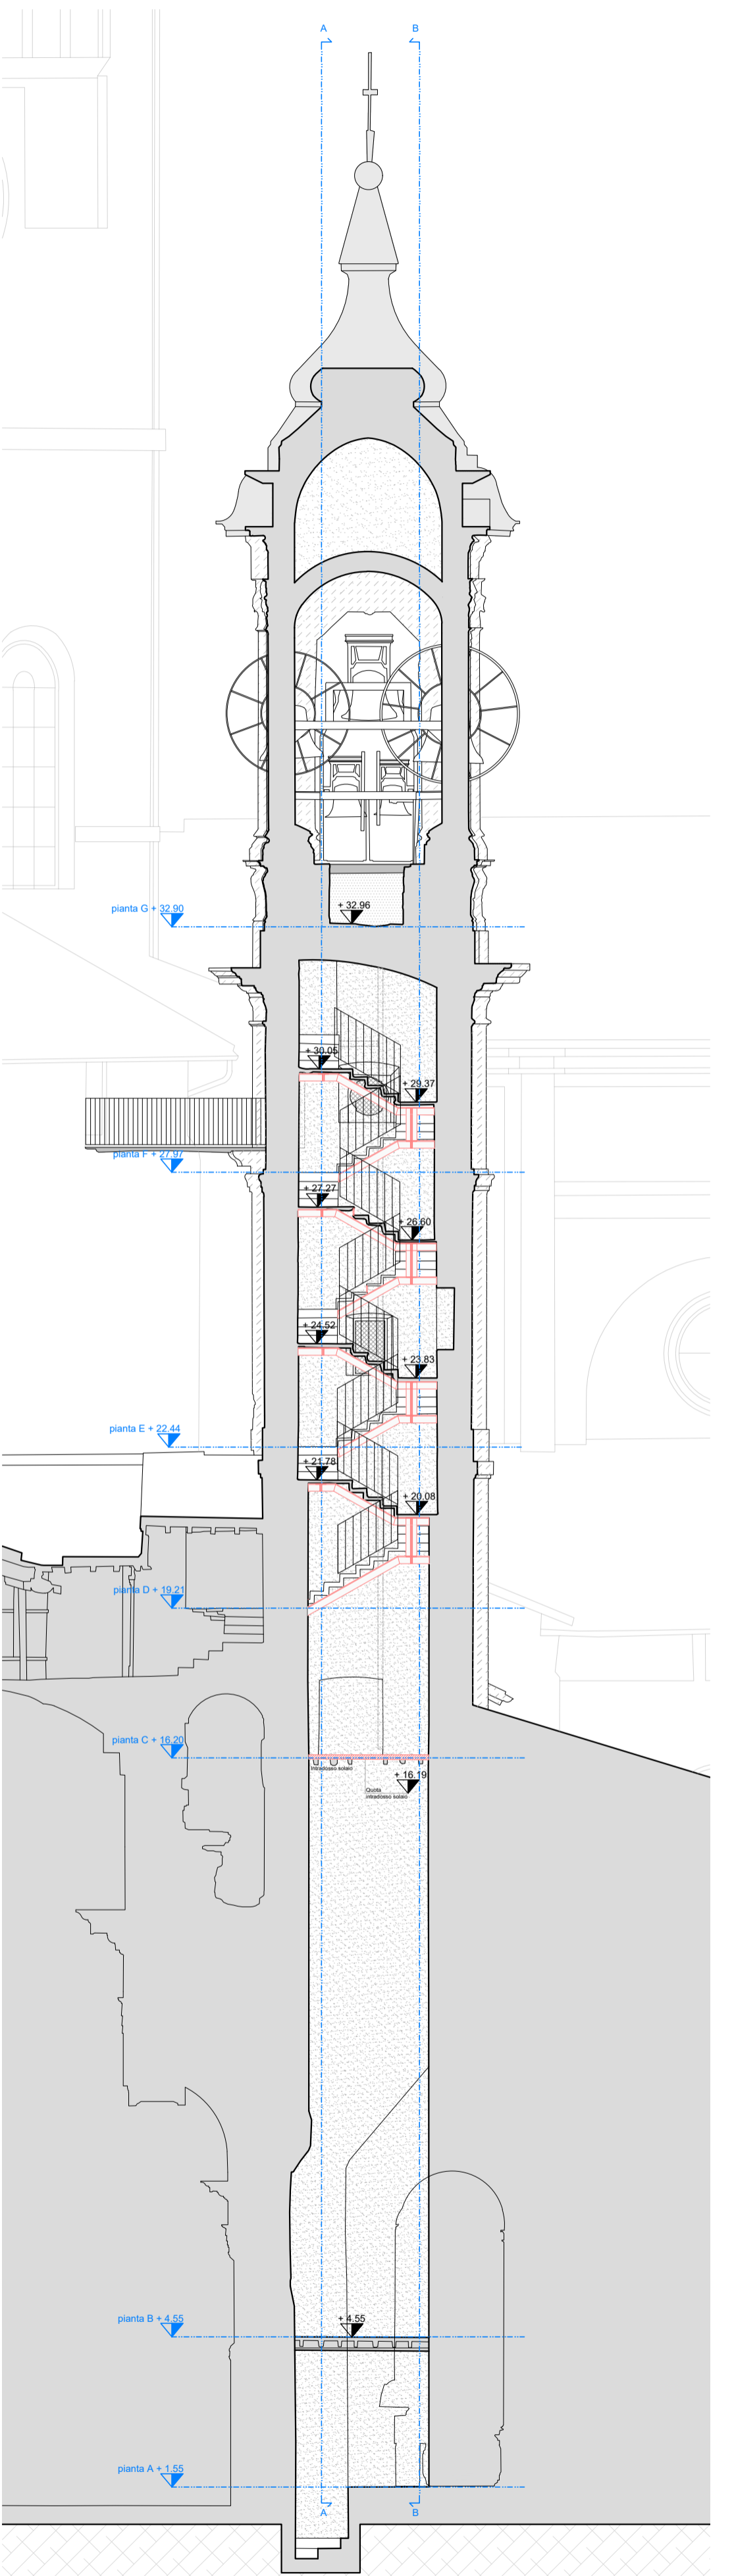 A B
+ 32.96
pianta G + 32.90
+ 30.05
+ 29.37
pianta F + 27.97
+ 27.27
+ 26.60
+ 24.52
+ 23.83
pianta E + 22.44
+ 21.78
+ 20.08
pianta D + 19.21
pianta C + 16.20
Intradosso solaio
+ 16.19
Quota
intradosso solaio
pianta B + 4.55
+ 4.55
pianta A + 1.55
A B